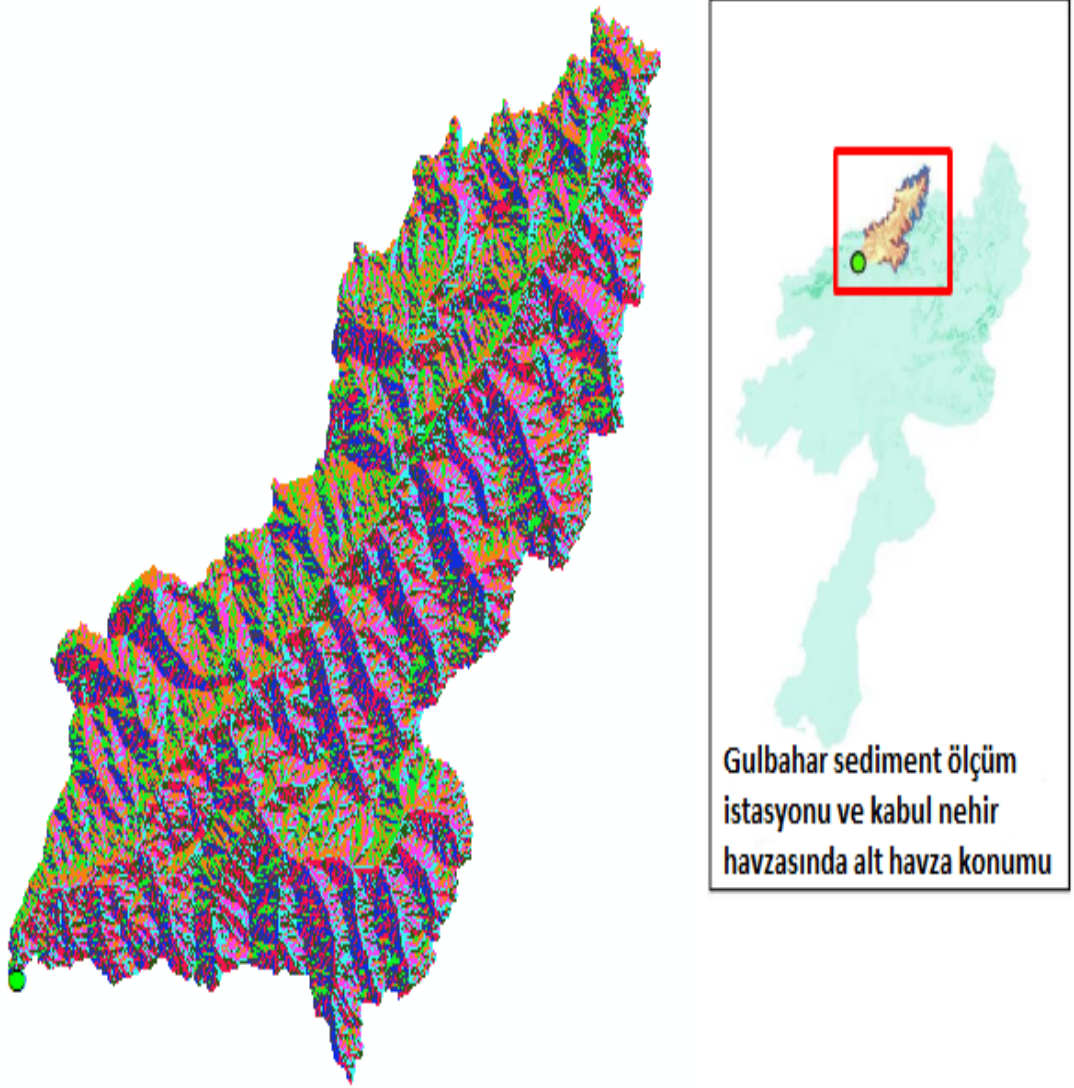 Gulbahar sediment ölçüm
istasyonu ve kabul nehir
havzasında alt havza konumu